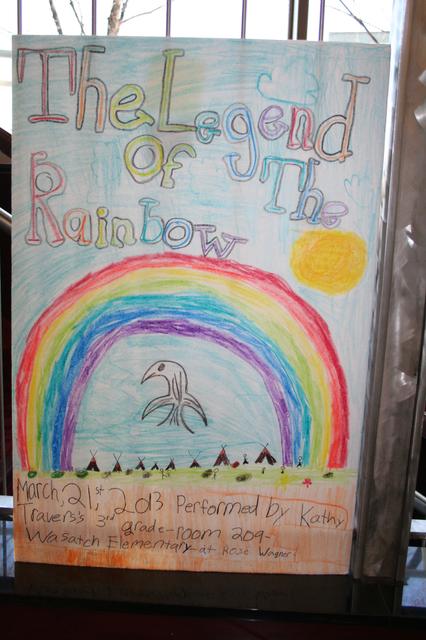 The Legend
Of The
Rainbow
March 21st, 2013 Performed by Kathy
Travers's 3rd grade-room 209-
Wasatch Elementary-at Rose Wagner!